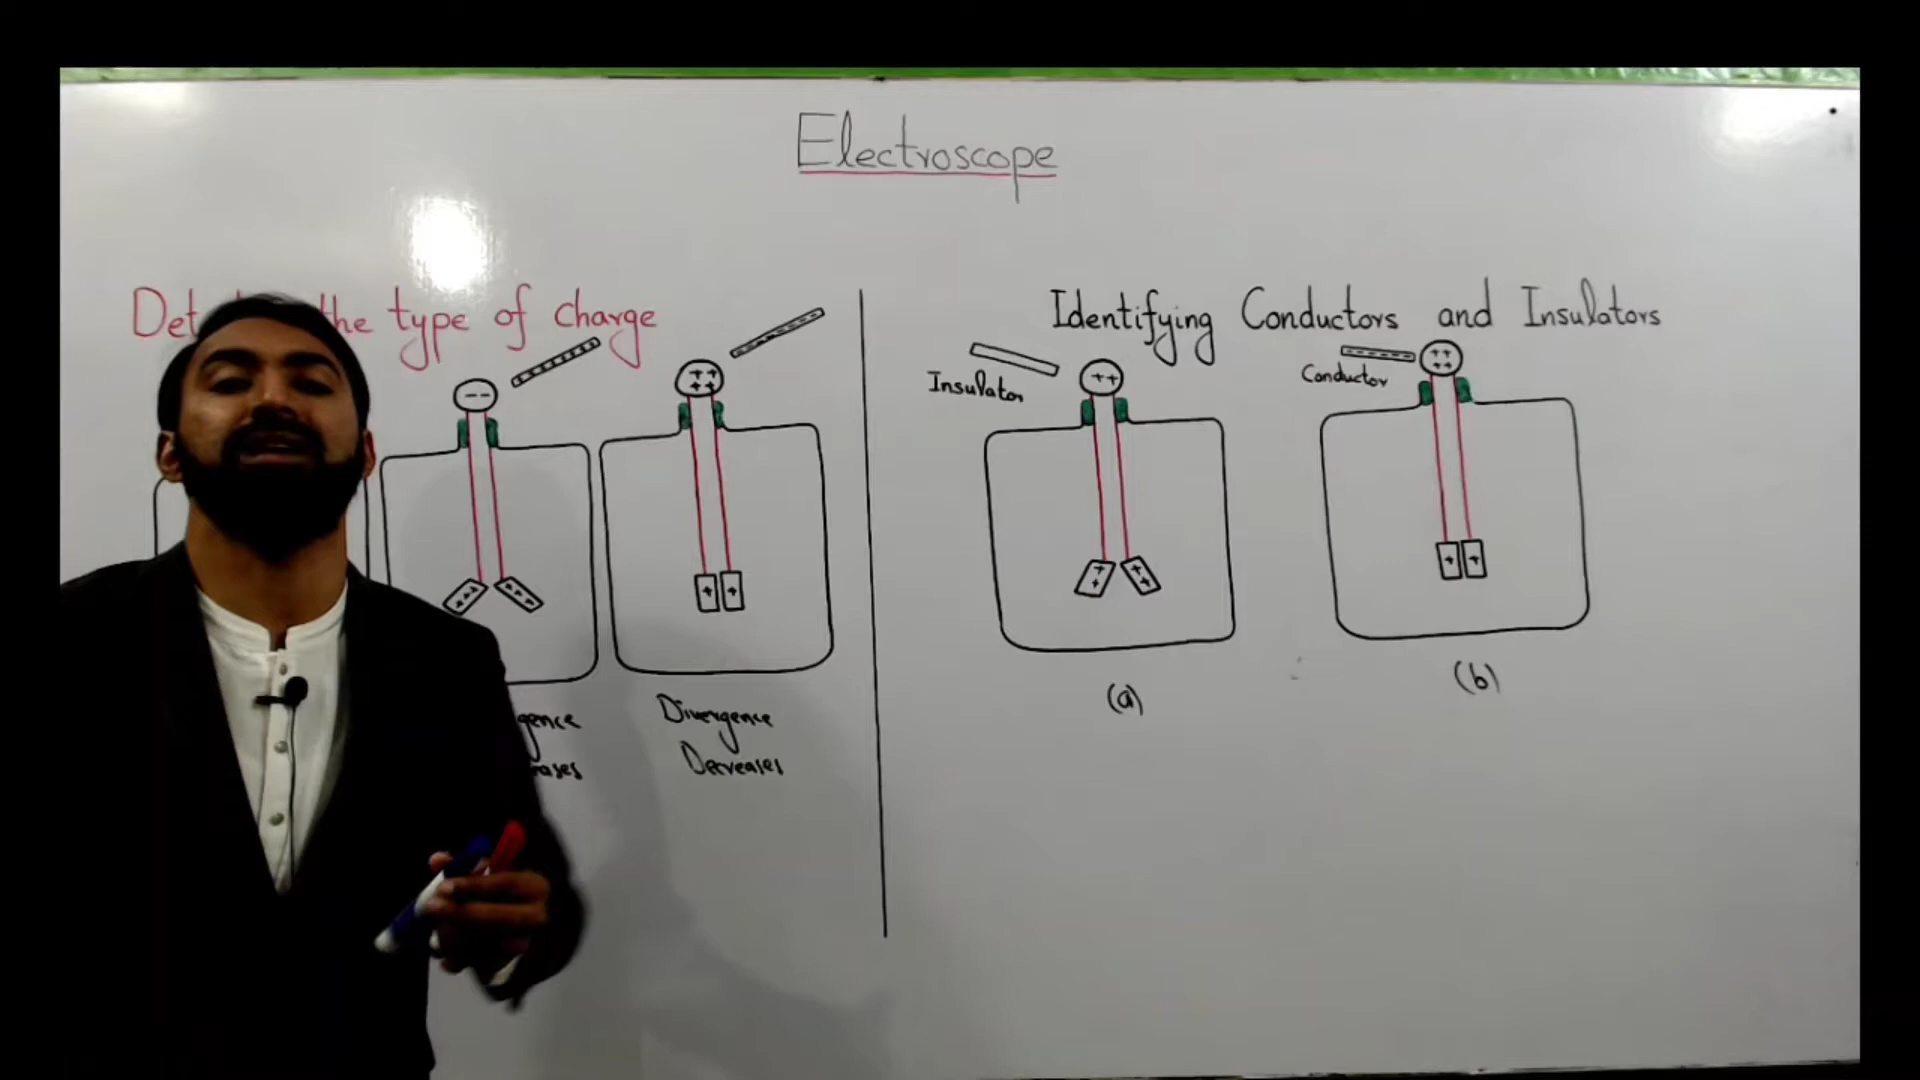 Electroscope
the type of charge
Identifying Conductors and Insulators
Insulator
Conductor
- -
+ +
+ +
+ +
+ +
+ +
+
+
+
+
+
+
+
+
(a)
(b)
Divergence
Decreases